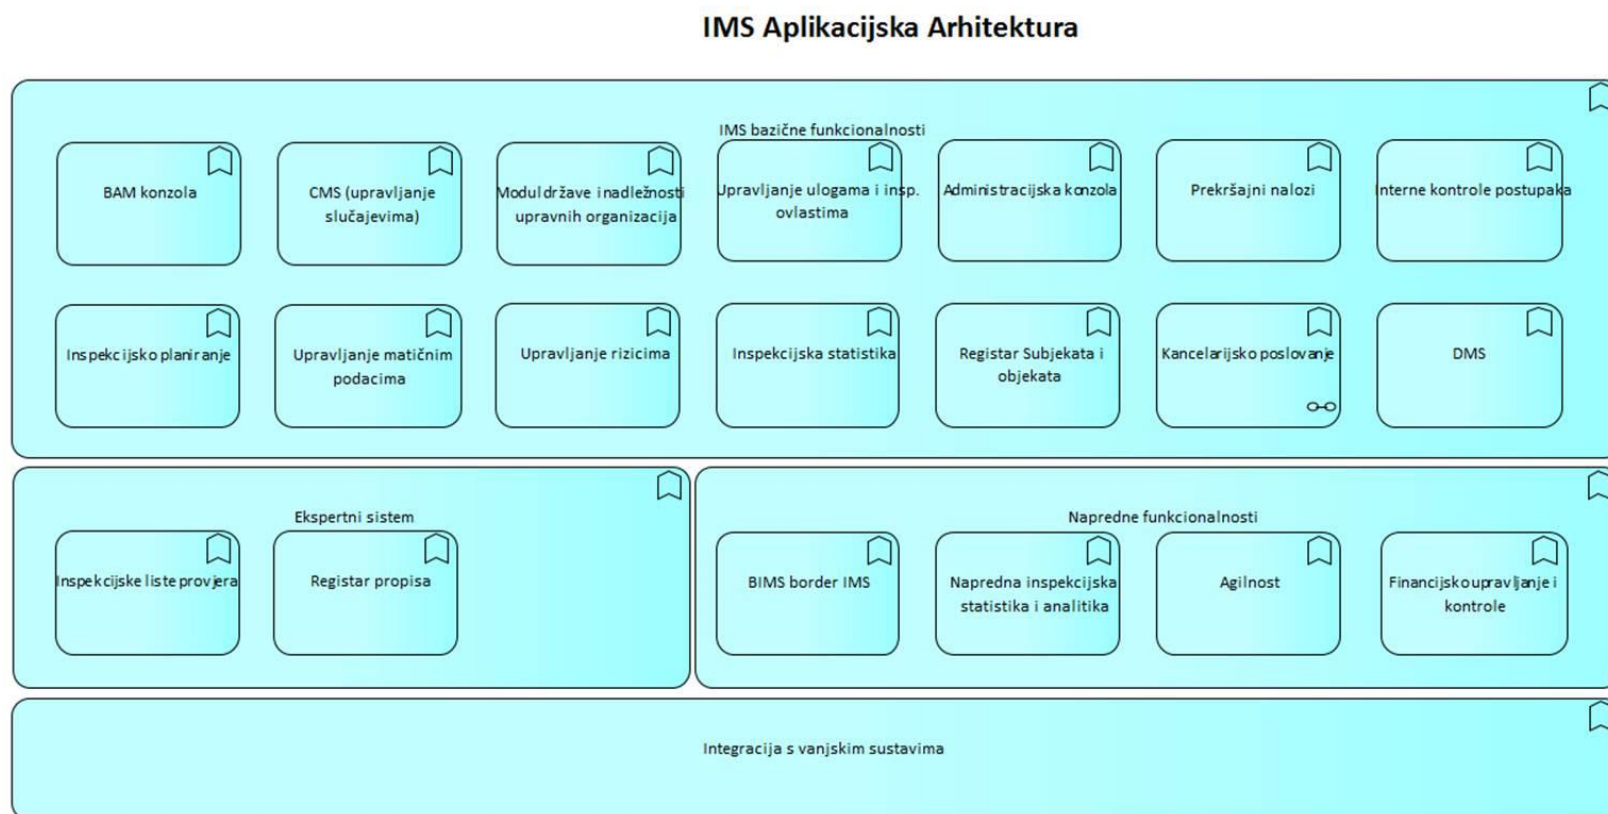 IMS Aplikacijska Arhitektura
IMS bazične funkcionalnosti
BAM konzola
CMS (upravljanje
slučajevima)
Modul države i nadležnosti
upravnih organizacija
Upravljanje ulogama i insp.
ovlastima
Administracijska konzola
Prekršajni nalozi
Interne kontrole postupaka
Inspekcijsko planiranje
Upravljanje matičnim
podacima
Upravljanje rizicima
Inspekcijska statistika
Registar Subjekata i
objekata
Kancelarijsko poslovanje
DMS
Ekspertni sistem
Inspekcijske liste provjera
Registar propisa
Napredne funkcionalnosti
BIMS border IMS
Napredna inspekcijska
statistika i analitika
Agilnost
Financijsko upravljanje i
kontrole
Integracija s vanjskim sustavima